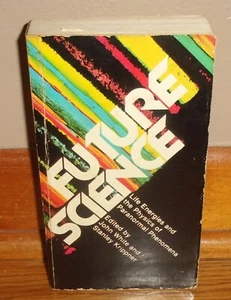 FUTURE
SCIENCE
Life Energies and
the Physics of
Paranormal Phenomena
Edited by
John White and
Stanley Krippner